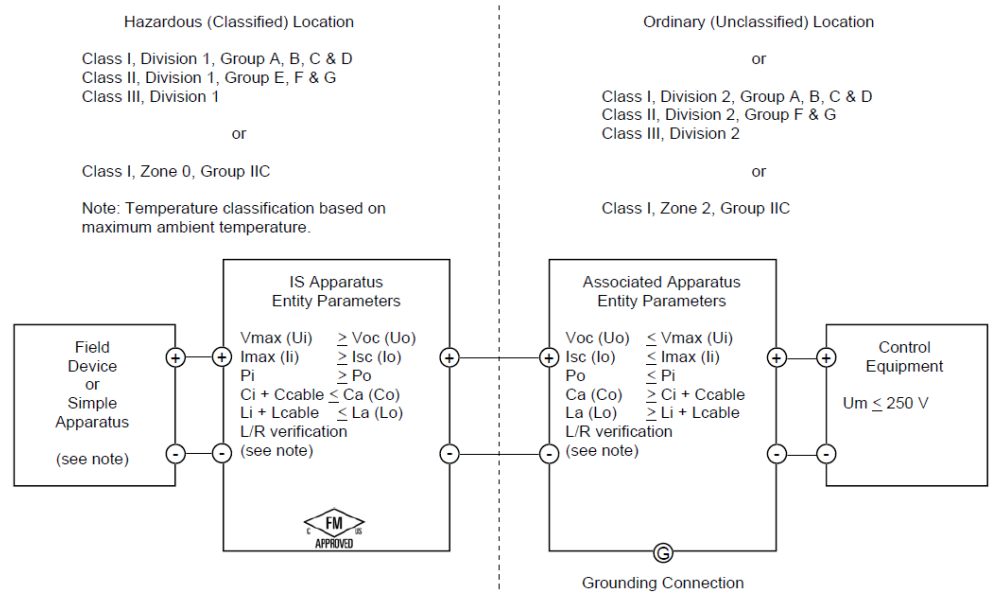 Hazardous (Classified) Location
Class I, Division 1, Group A, B, C & D
Class II, Division 1, Group E, F & G
Class III, Division 1
or
Class I, Zone 0, Group IIC
Note: Temperature classification based on
maximum ambient temperature.
Ordinary (Unclassified) Location
or
Class I, Division 2, Group A, B, C & D
Class II, Division 2, Group F & G
Class III, Division 2
or
Class I, Zone 2, Group IIC
Field
Device
or
Simple
Apparatus
(see note)
+
-
+
-
IS Apparatus
Entity Parameters
Vmax (Ui) ≥ Voc (Uo)
Imax (Ii) ≥ Isc (Io)
Pi ≥ Po
Ci + Ccable ≤ Ca (Co)
Li + Lcable ≤ La (Lo)
L/R verification
(see note)
FM
C US
APPROVED
+
-
+
-
Associated Apparatus
Entity Parameters
Voc (Uo) ≤ Vmax (Ui)
Isc (Io) ≤ Imax (Ii)
Po ≤ Pi
Ca (Co) ≥ Ci + Ccable
La (Lo) ≥ Li + Lcable
L/R verification
(see note)
+
-
+
-
G
Grounding Connection
Control
Equipment
Um ≤ 250 V